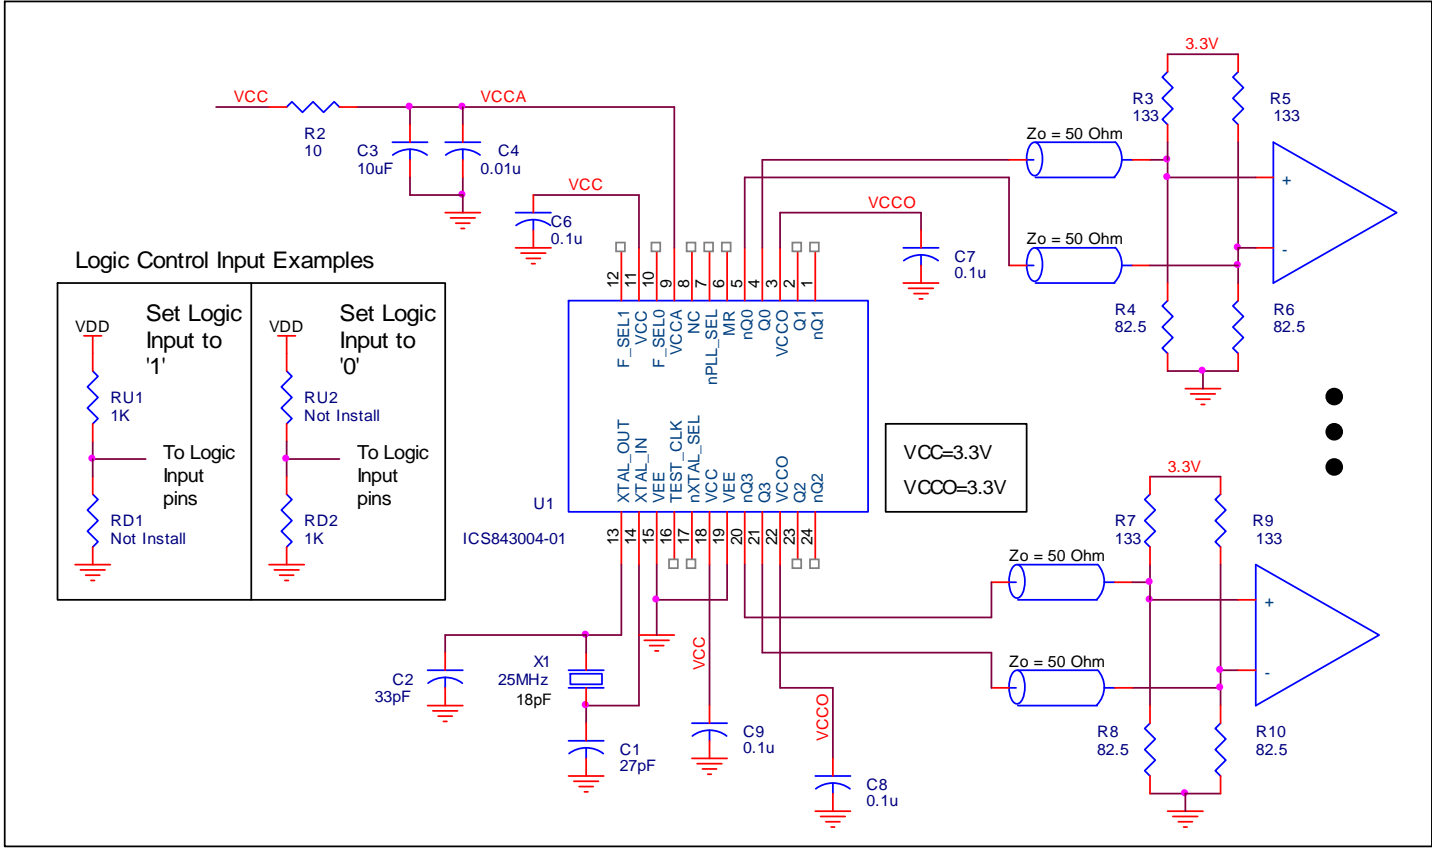 3.3V
VCC
VCCA
R2
10
C3
10uF
C4
0.01u
R3
133
R5
133
Zo = 50 Ohm
VCC
C6
0.1u
VCCO
C7
0.1u
Zo = 50 Ohm
+
-
R4
82.5
R6
82.5
Logic Control Input Examples
VDD
Set Logic
Input to
'1'
RU1
1K
To Logic
Input
pins
RD1
Not Install
VDD
Set Logic
Input to
'0'
RU2
Not Install
To Logic
Input
pins
RD2
1K
12
11
10
9
8
7
6
5
4
3
2
1
F_SEL1
VCC
F_SEL0
VCCA
NC
nPLL_SEL
MR
nQ0
Q0
VCCO
Q1
nQ1
XTAL_OUT
XTAL_IN
VEE
TEST_CLK
nXTAL_SEL
VCC
VEE
nQ3
Q3
VCCO
Q2
nQ2
U1
ICS843004-01
13
14
15
16
17
18
19
20
21
22
23
24
VCC=3.3V
VCCO=3.3V
3.3V
R7
133
R9
133
Zo = 50 Ohm
+
-
Zo = 50 Ohm
R8
82.5
R10
82.5
C2
33pF
X1
25MHz
18pF
C1
27pF
VCC
C9
0.1u
VCCO
C8
0.1u